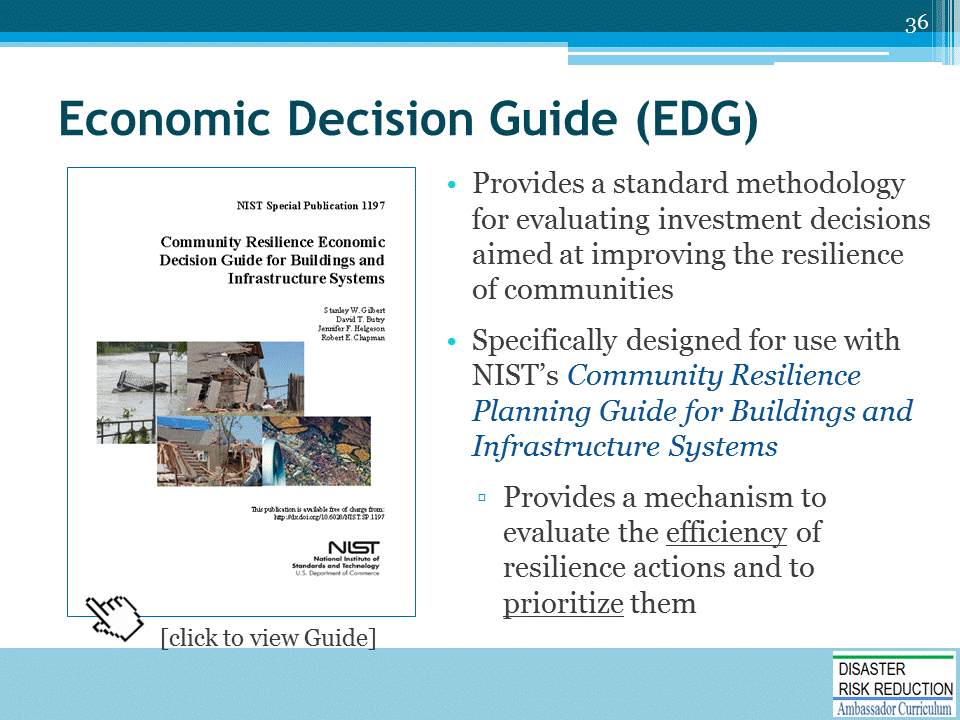 36
Economic Decision Guide (EDG)
NIST Special Publication 1197
Community Resilience Economic
Decision Guide for Buildings and
Infrastructure Systems
Stanley W. Gilbert
David T. Butry
Jennifer F. Helgeson
Robert E. Chapman
This publication is available free of charge from:
http://dx.doi.org/10.6028/NIST.SP.1197
NIST
National Institute of
Standards and Technology
U.S. Department of Commerce
[click to view Guide]
• Provides a standard methodology
for evaluating investment decisions
aimed at improving the resilience
of communities
• Specifically designed for use with
NIST’s Community Resilience
Planning Guide for Buildings and
Infrastructure Systems
▫ Provides a mechanism to
evaluate the efficiency of
resilience actions and to
prioritize them
DISASTER
RISK REDUCTION
Ambassador Curriculum